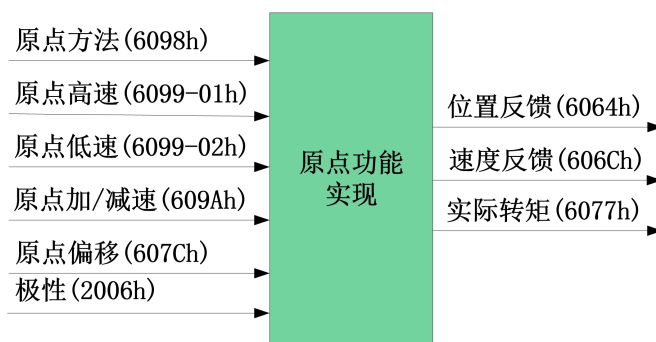 原点方法(6098h)
原点高速(6099-01h)
原点低速(6099-02h)
原点加/减速(609Ah)
原点偏移(607Ch)
极性(2006h)
原点功能
实现
位置反馈(6064h)
速度反馈(606Ch)
实际转矩(6077h)